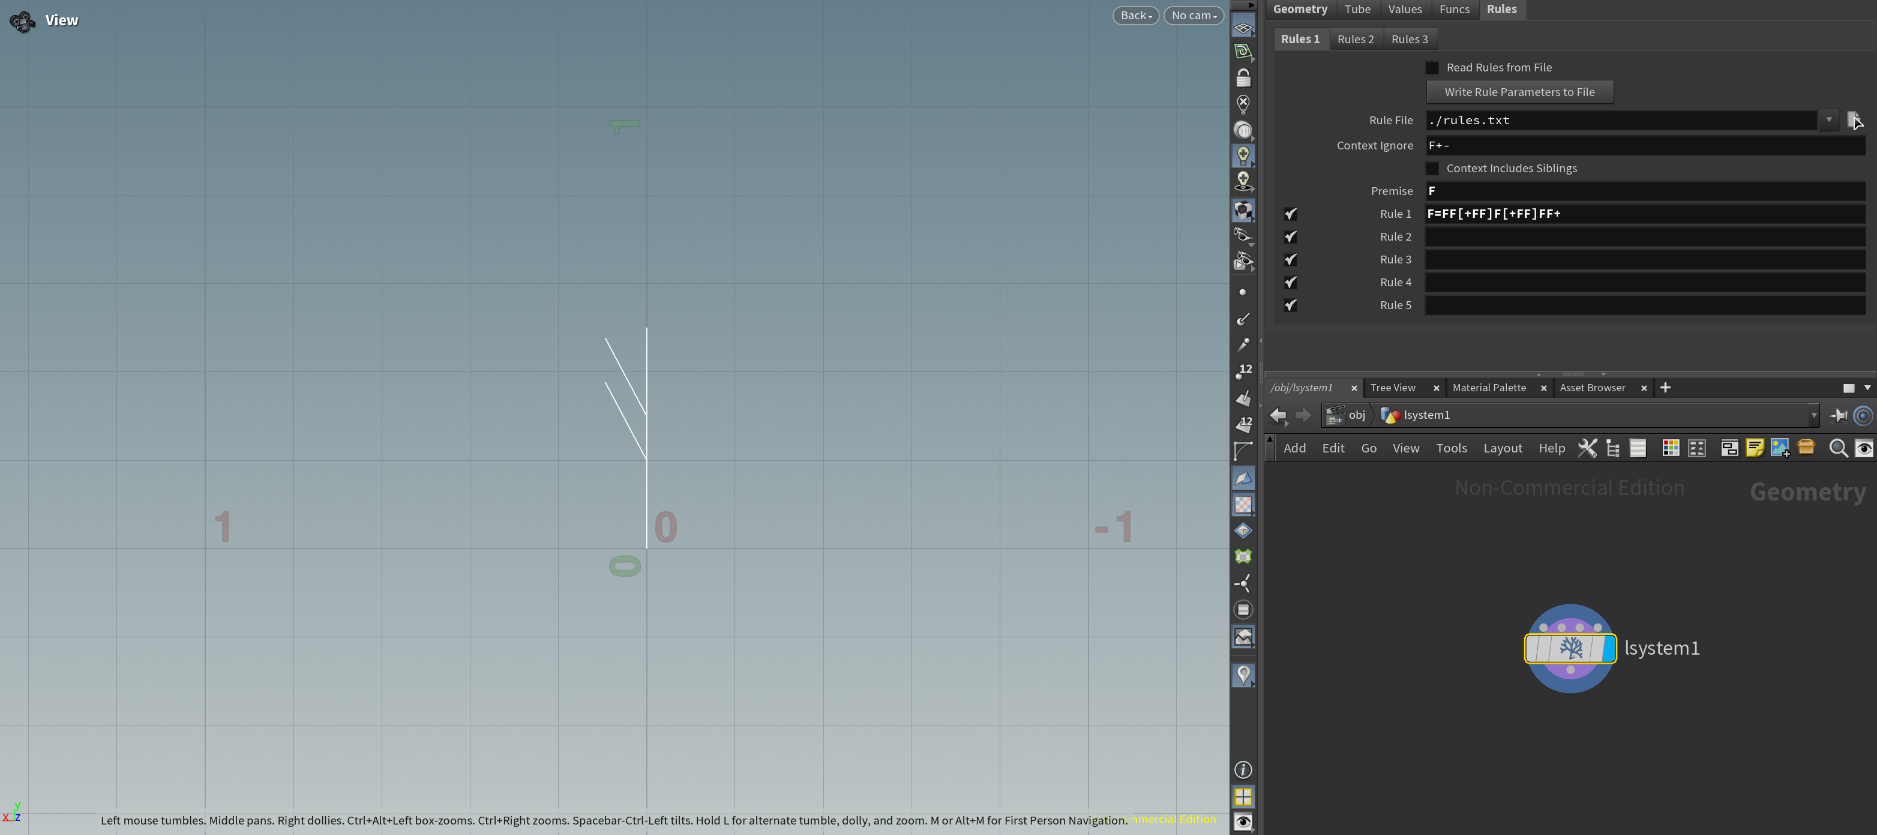 View
Back
No cam
1
1
0
-1
0
y
x z
Left mouse tumbles. Middle pans. Right dollies. Ctrl+Alt+Left box-zooms. Ctrl+Right zooms. Spacebar-Ctrl-Left tilts. Hold L for alternate tumble, dolly, and zoom. M or Alt+M for First Person Navigation.
Edition
12
12
Geometry Tube Values Funcs Rules
Rules 1 Rules 2 Rules 3
Read Rules from File
Write Rule Parameters to File
Rule File ./rules.txt
Context Ignore F+-
Context Includes Siblings
Premise F
Rule 1 F=FF[+FF]F[+FF]FF+
Rule 2
Rule 3
Rule 4
Rule 5
/obj/lsystem1 Tree View Material Palette Asset Browser
obj lsystem1
Add Edit Go View Tools Layout Help
Non-Commercial Edition Geometry
lsystem1